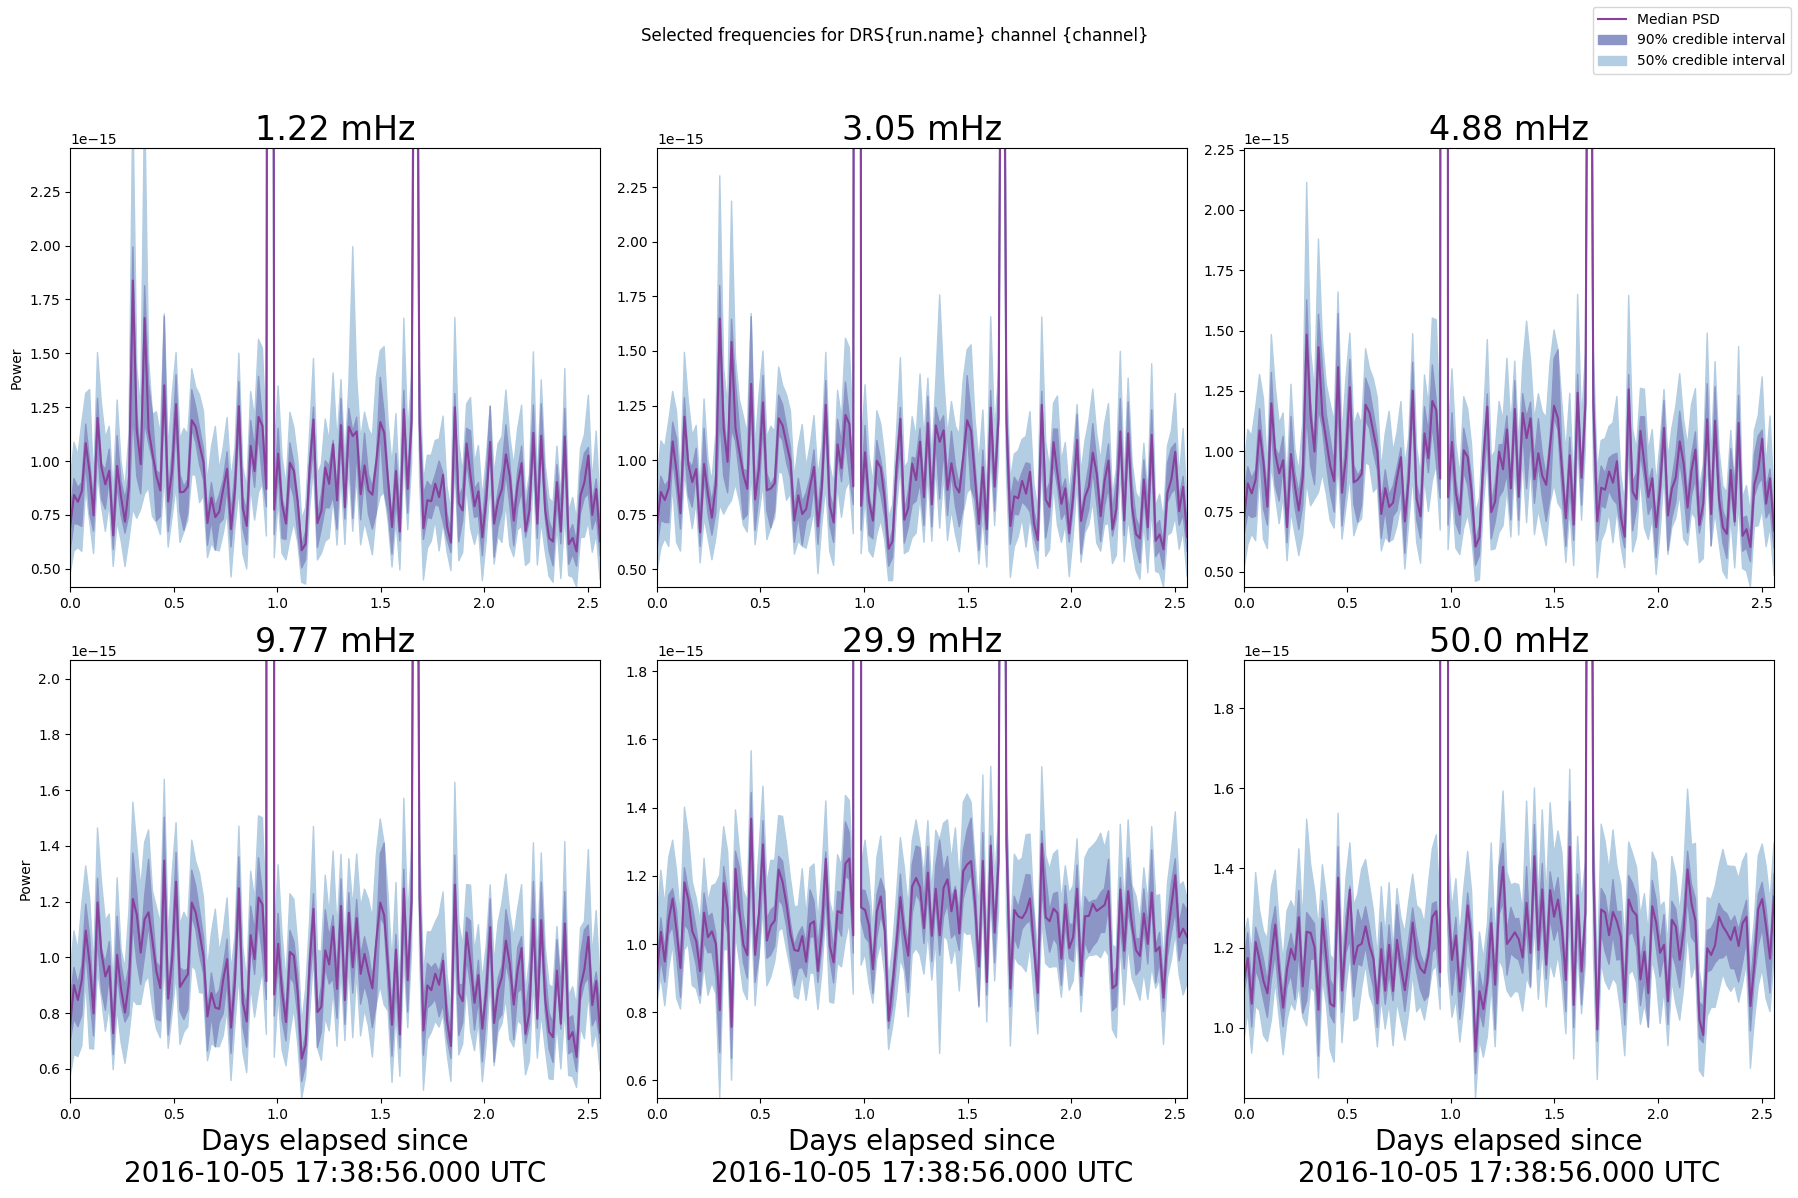 Selected frequencies for DRS{run.name} channel {channel}
Median PSD
90% credible interval
50% credible interval
1.22 mHz
1e−15
Power
2.25
2.00
1.75
1.50
1.25
1.00
0.75
0.50
0.0 0.5 1.0 1.5 2.0 2.5
3.05 mHz
1e−15
2.25
2.00
1.75
1.50
1.25
1.00
0.75
0.50
0.0 0.5 1.0 1.5 2.0 2.5
4.88 mHz
1e−15
2.25
2.00
1.75
1.50
1.25
1.00
0.75
0.50
0.0 0.5 1.0 1.5 2.0 2.5
9.77 mHz
1e−15
Power
2.0
1.8
1.6
1.4
1.2
1.0
0.8
0.6
0.0 0.5 1.0 1.5 2.0 2.5
Days elapsed since
2016-10-05 17:38:56.000 UTC
29.9 mHz
1e−15
1.8
1.6
1.4
1.2
1.0
0.8
0.6
0.0 0.5 1.0 1.5 2.0 2.5
Days elapsed since
2016-10-05 17:38:56.000 UTC
50.0 mHz
1e−15
1.8
1.6
1.4
1.2
1.0
0.0 0.5 1.0 1.5 2.0 2.5
Days elapsed since
2016-10-05 17:38:56.000 UTC